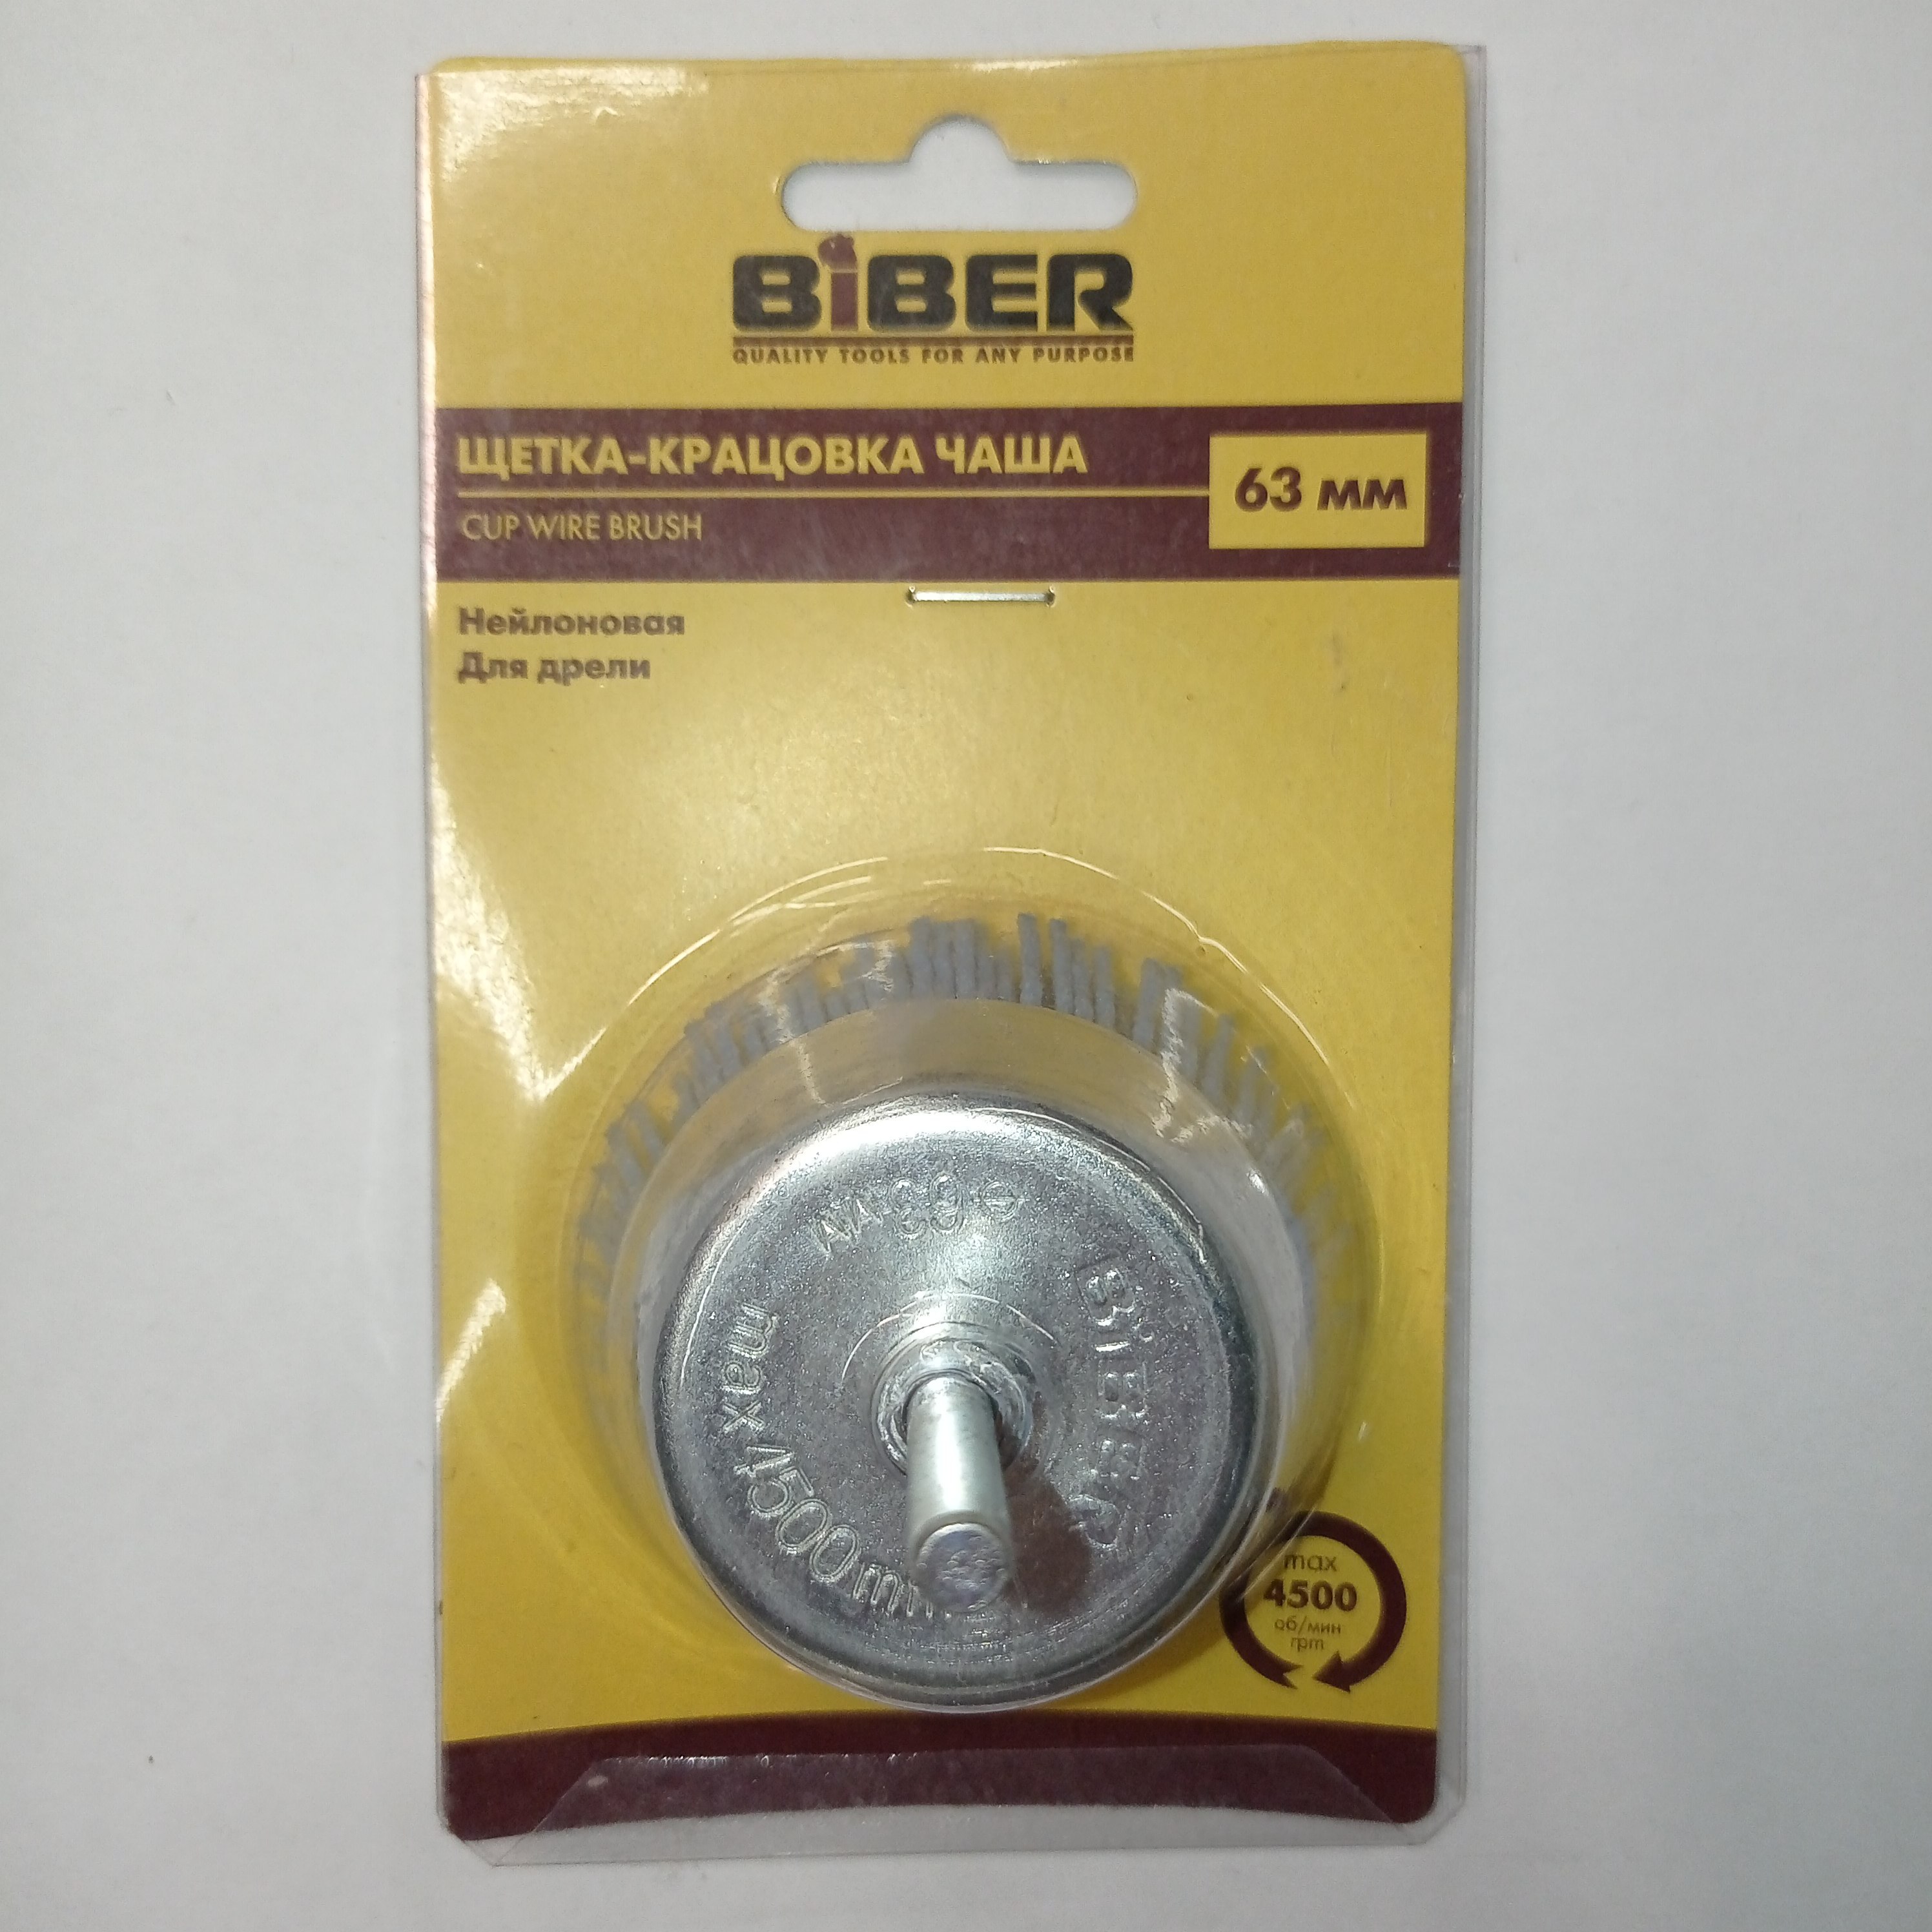 BiBER
QUALITY TOOLS FOR ANY PURPOSE
ЩЕТКА-КРАЦОВКА ЧАША
63 мм
CUP WIRE BRUSH
Нейлоновая
Для дрели
63
BiBER
max 4500
max
4500
об/мин
rpm